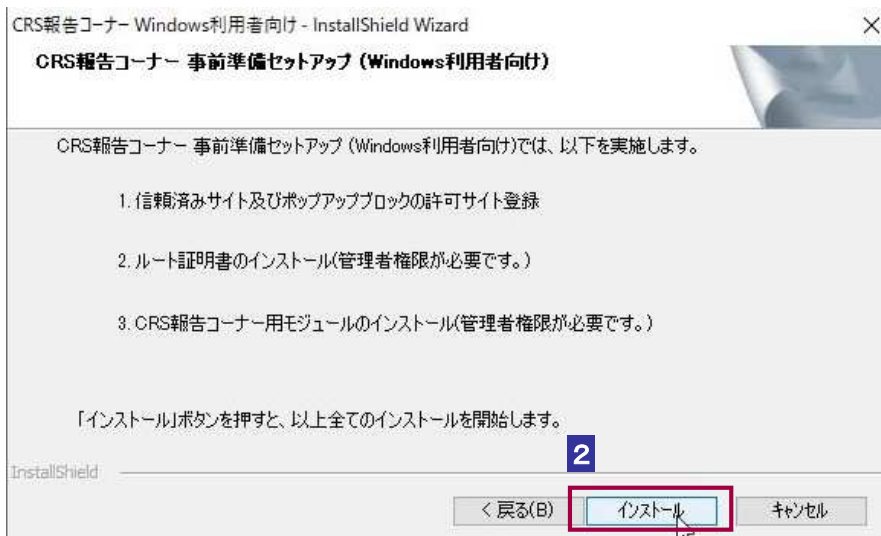 CRS報告コーナー Windows利用者向け - InstallShield Wizard
CRS報告コーナー 事前準備セットアップ (Windows利用者向け)
CRS報告コーナー 事前準備セットアップ (Windows利用者向け)では、以下を実施します。
1. 信頼済みサイト及びポップアップブロックの許可サイト登録
2. ルート証明書のインストール(管理者権限が必要です。)
3. CRS報告コーナー用モジュールのインストール(管理者権限が必要です。)
「インストール」ボタンを押すと、以上全てのインストールを開始します。
2
InstallShield
< 戻る(B) インストール キャンセル